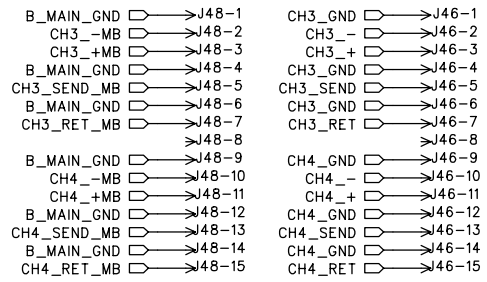 B_MAIN_GND J48-1
CH3_-MB J48-2
CH3_+MB J48-3
B_MAIN_GND J48-4
CH3_SEND_MB J48-5
B_MAIN_GND J48-6
CH3_RET_MB J48-7
J48-8
B_MAIN_GND J48-9
CH4_-MB J48-10
CH4_+MB J48-11
B_MAIN_GND J48-12
CH4_SEND_MB J48-13
B_MAIN_GND J48-14
CH4_RET_MB J48-15
CH3_GND J46-1
CH3_- J46-2
CH3_+ J46-3
CH3_GND J46-4
CH3_SEND J46-5
CH3_GND J46-6
CH3_RET J46-7
J46-8
CH4_GND J46-9
CH4_- J46-10
CH4_+ J46-11
CH4_GND J46-12
CH4_SEND J46-13
CH4_GND J46-14
CH4_RET J46-15